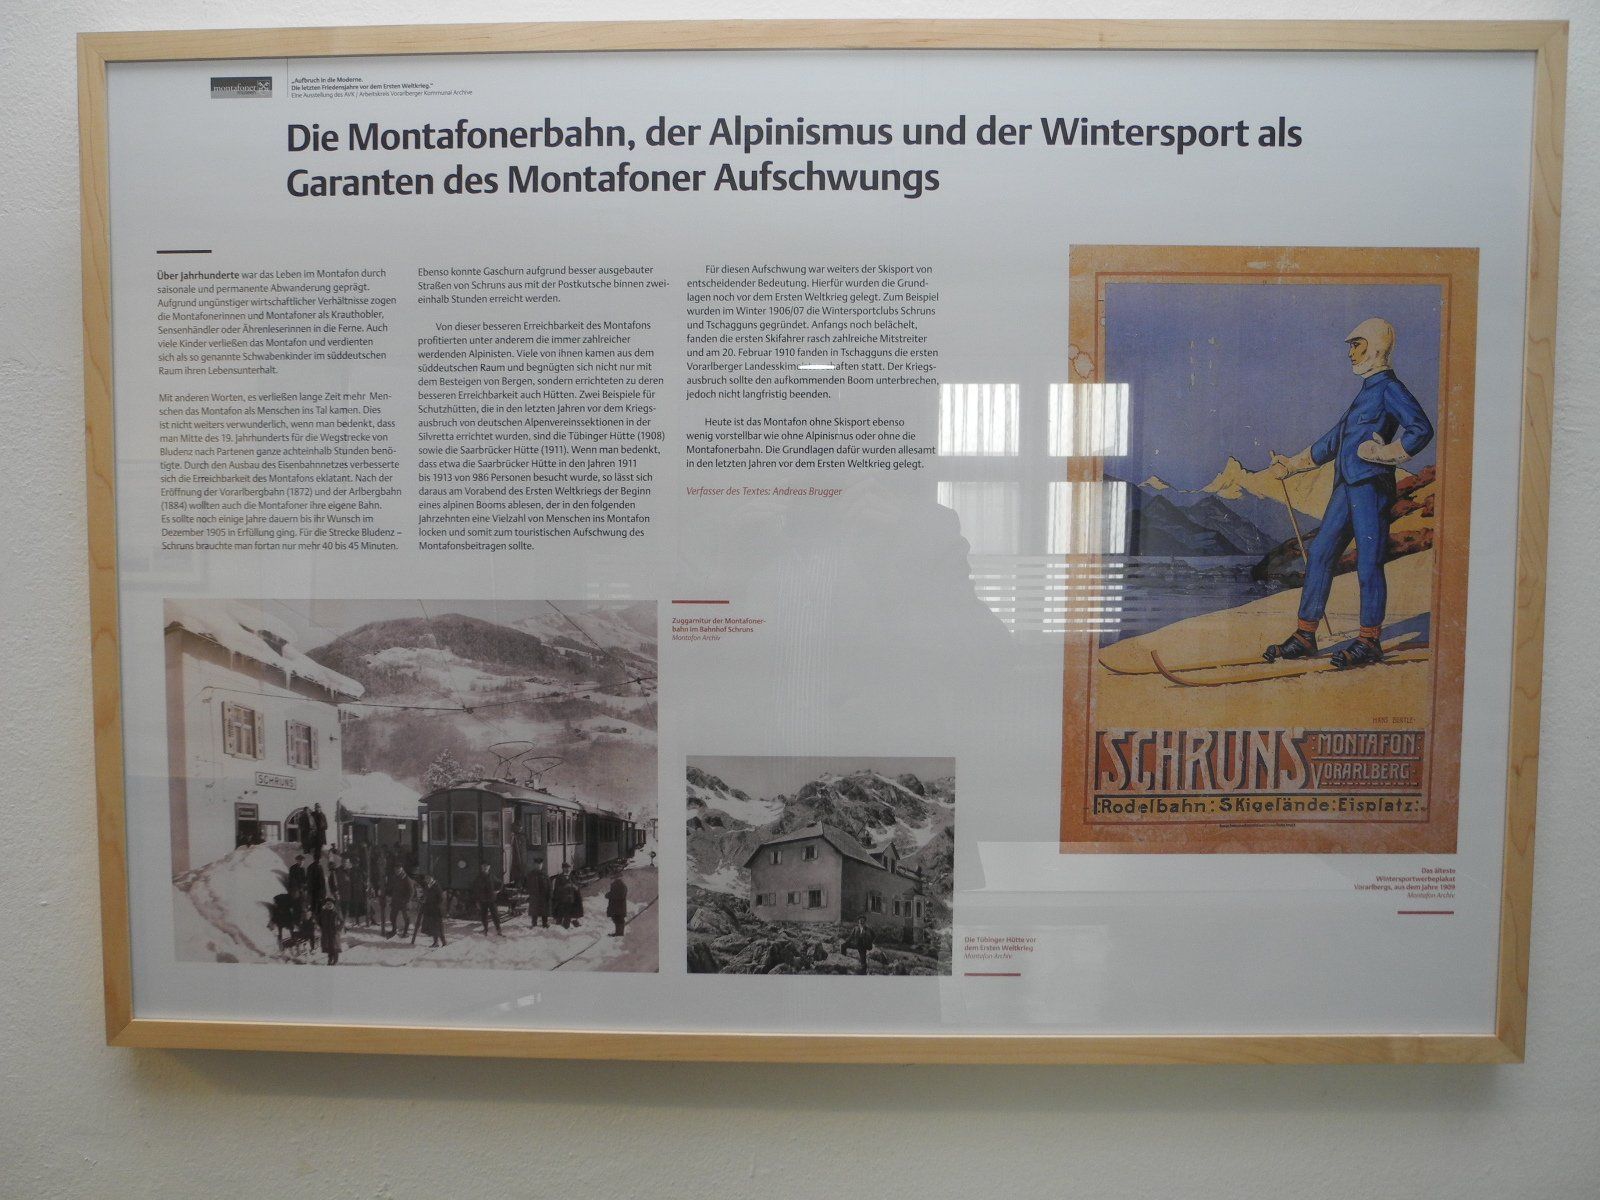 montafoner
„Aufbruch in die Moderne.
Die letzten Friedensjahre vor dem Ersten Weltkrieg."
Eine Ausstellung des AVK / Arbeitskreis Vorarlberger Kommunal Archive
Die Montafonerbahn, der Alpinismus und der Wintersport als
Garanten des Montafoner Aufschwungs
Über Jahrhunderte war das Leben im Montafon durch
saisonale und permanente Abwanderung geprägt.
Aufgrund ungünstiger wirtschaftlicher Verhältnisse zogen
die Montafonerinnen und Montafoner als Krauthobler,
Sensenhändler oder Ährenleserinnen in die Ferne. Auch
viele Kinder verließen das Montafon und verdienten
sich als so genannte Schwabenkinder im süddeutschen
Raum ihren Lebensunterhalt.
Mit anderen Worten, es verließen lange Zeit mehr Men-
schen das Montafon als Menschen ins Tal kamen. Dies
ist nicht weiters verwunderlich, wenn man bedenkt, dass
man Mitte des 19. Jahrhunderts für die Wegstrecke von
Bludenz nach Partenen ganze achteinhalb Stunden benö-
tigte. Durch den Ausbau des Eisenbahnnetzes verbesserte
sich die Erreichbarkeit des Montafons eklatant. Nach der
Eröffnung der Vorarlbergbahn (1872) und der Arlbergbahn
(1884) wollten auch die Montafoner ihre eigene Bahn.
Es sollte noch einige Jahre dauern bis ihr Wunsch im
Dezember 1905 in Erfüllung ging. Für die Strecke Bludenz –
Schruns brauchte man fortan nur mehr 40 bis 45 Minuten.
Ebenso konnte Gaschurn aufgrund besser ausgebauter
Straßen von Schruns aus mit der Postkutsche binnen zwei-
einhalb Stunden erreicht werden.
Von dieser besseren Erreichbarkeit des Montafons
profitierten unter anderem die immer zahlreicher
werdenden Alpinisten. Viele von ihnen kamen aus dem
süddeutschen Raum und begnügten sich nicht nur mit
dem Besteigen von Bergen, sondern errichteten zu deren
besseren Erreichbarkeit auch Hütten. Zwei Beispiele für
Schutzhütten, die in den letzten Jahren vor dem Kriegs-
ausbruch von deutschen Alpenvereinssektionen in der
Silvretta errichtet wurden, sind die Tübinger Hütte (1908)
sowie die Saarbrücker Hütte (1911). Wenn man bedenkt,
dass etwa die Saarbrücker Hütte in den Jahren 1911
bis 1913 von 986 Personen besucht wurde, so lässt sich
daraus am Vorabend des Ersten Weltkriegs der Beginn
eines alpinen Booms ablesen, der in den folgenden
Jahrzehnten eine Vielzahl von Menschen ins Montafon
locken und somit zum touristischen Aufschwung des
Montafonsbeitragen sollte.
Für diesen Aufschwung war weiters der Skisport von
entscheidender Bedeutung. Hierfür wurden die Grund-
lagen noch vor dem Ersten Weltkrieg gelegt. Zum Beispiel
wurden im Winter 1906/07 die Wintersportclubs Schruns
und Tschagguns gegründet. Anfangs noch belächelt,
fanden die ersten Skifahrer rasch zahlreiche Mitstreiter
und am 20. Februar 1910 fanden in Tschagguns die ersten
Vorarlberger statt. Der Kriegs-
ausbruch sollte den aufkommenden Boom unterbrechen,
jedoch nicht langfristig beenden.
Heute ist das Montafon ohne Skisport ebenso
wenig vorstellbar wie ohne Alpinismus oder ohne die
Montafonerbahn. Die Grundlagen dafür wurden allesamt
in den letzten Jahren vor dem Ersten Weltkrieg gelegt.
Verfasser des Textes: Andreas Brugger
Zuggarnitur der Montafoner-
bahn im Bahnhof Schruns
Montafon Archiv
SCHRUNS
Die Tübinger Hütte vor
dem Ersten Weltkrieg
Montafon-Archiv
HANS BERTLE
SCHRUNS MONTAFON
VORARLBERG
Rodelbahn: Skigelände: Eisplatz:
Das älteste
Wintersportwerbeplakat
Vorarlbergs, aus dem Jahre 1909
Montafon-Archiv